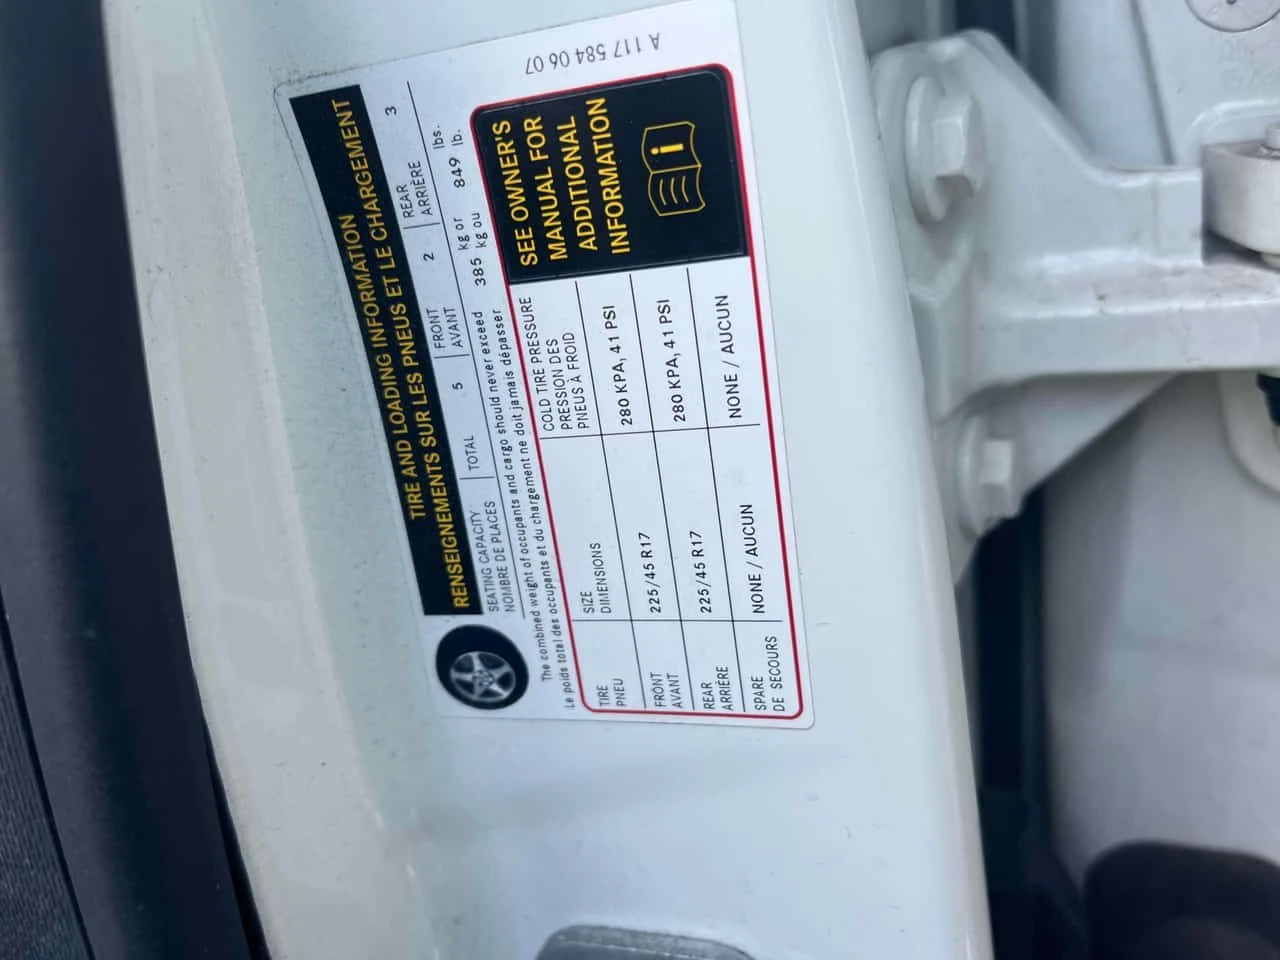 A 117 584 06 07
TIRE AND LOADING INFORMATION
RENSEIGNEMENTS SUR LES PNEUS ET LE CHARGEMENT
SEATING CAPACITY
NOMBRE DE PLACES
TOTAL 5
FRONT
AVANT
2
REAR
ARRIÈRE
3
The combined weight of occupants and cargo should never exceed 385 kg or 849 lbs.
Le poids total des occupants et du chargement ne doit jamais dépasser kg ou lb.
TIRE
PNEU
SIZE
DIMENSIONS
COLD TIRE PRESSURE
PRESSION DES
PNEUS À FROID
FRONT
AVANT
225/45 R17
280 KPA, 41 PSI
REAR
ARRIÈRE
225/45 R17
280 KPA, 41 PSI
SPARE
DE SECOURS
NONE / AUCUN
NONE / AUCUN
SEE OWNER'S
MANUAL FOR
ADDITIONAL
INFORMATION
i